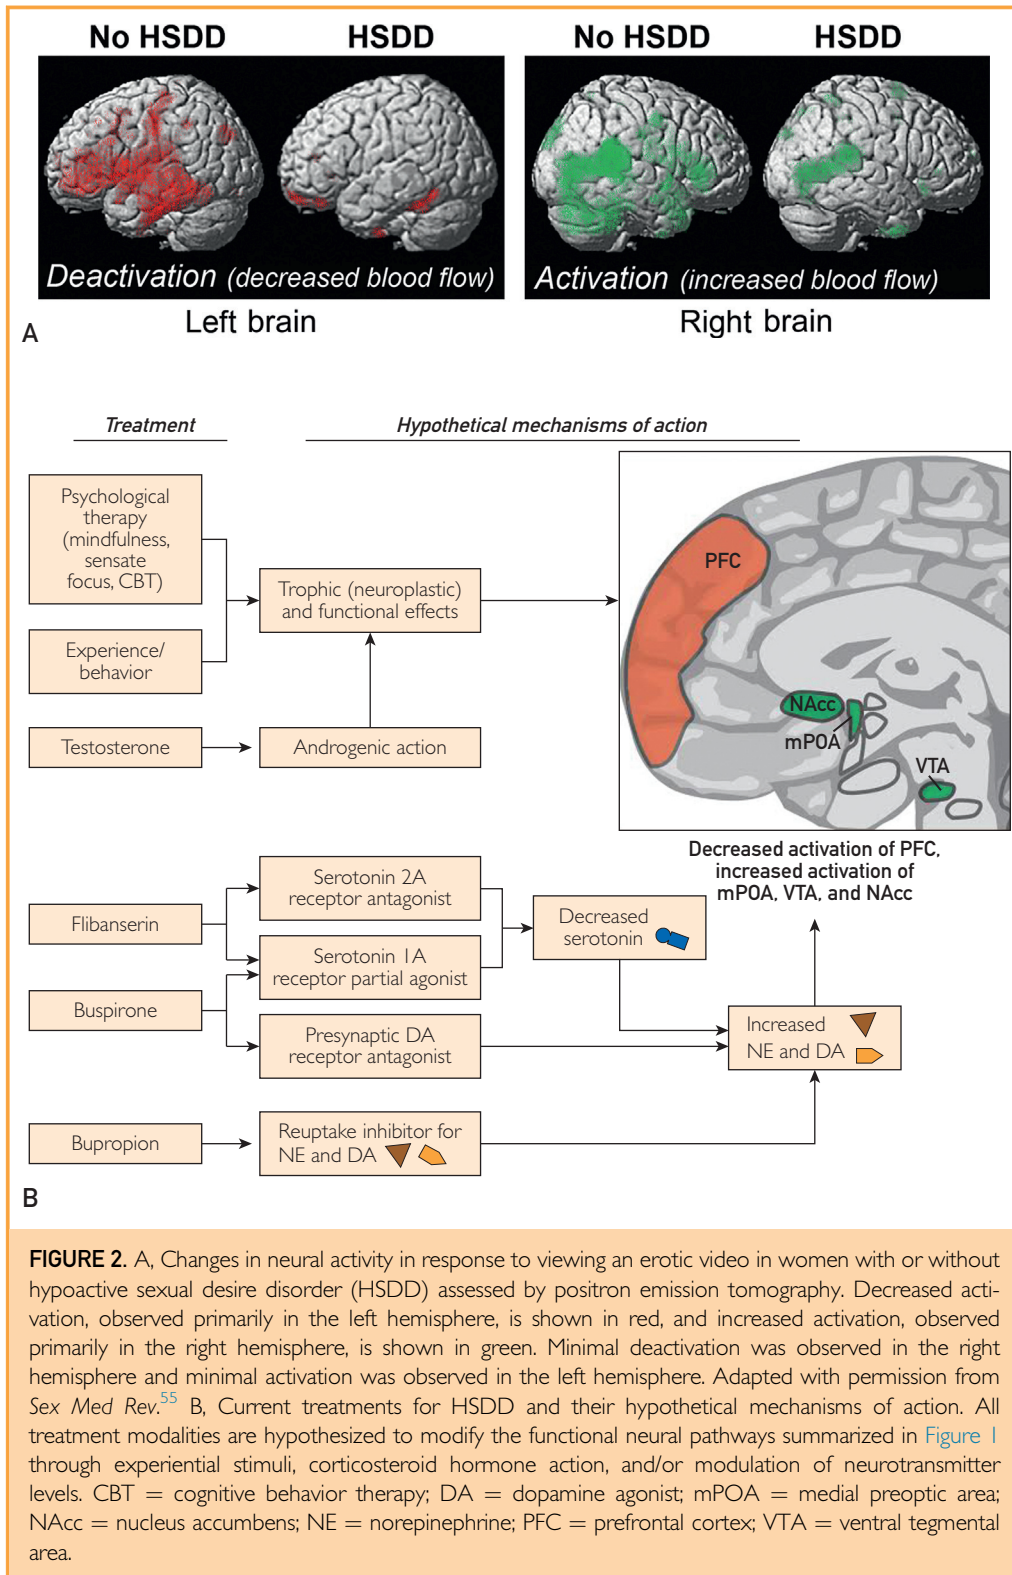 No HSDD
HSDD
No HSDD
HSDD
Deactivation (decreased blood flow)
Activation (increased blood flow)
Left brain
Right brain
A
Treatment
Hypothetical mechanisms of action
Psychological
therapy
(mindfulness,
sensate
focus, CBT)
Trophic (neuroplastic)
and functional effects
Experience/
behavior
Testosterone
Androgenic action
PFC
NAcc
mPOA
VTA
Decreased activation of PFC,
increased activation of
mPOA, VTA, and NAcc
Flibanserin
Serotonin 2A
receptor antagonist
Decreased
serotonin
Serotonin 1A
receptor partial agonist
Buspirone
Presynaptic DA
receptor antagonist
Increased
NE and DA
Bupropion
Reuptake inhibitor for
NE and DA
B
FIGURE 2. A, Changes in neural activity in response to viewing an erotic video in women with or without
hypoactive sexual desire disorder (HSDD) assessed by positron emission tomography. Decreased acti-
vation, observed primarily in the left hemisphere, is shown in red, and increased activation, observed
primarily in the right hemisphere, is shown in green. Minimal deactivation was observed in the right
hemisphere and minimal activation was observed in the left hemisphere. Adapted with permission from
Sex Med Rev.55 B, Current treatments for HSDD and their hypothetical mechanisms of action. All
treatment modalities are hypothesized to modify the functional neural pathways summarized in Figure 1
through experiential stimuli, corticosteroid hormone action, and/or modulation of neurotransmitter
levels. CBT = cognitive behavior therapy; DA = dopamine agonist; mPOA = medial preoptic area;
NAcc = nucleus accumbens; NE = norepinephrine; PFC = prefrontal cortex; VTA = ventral tegmental
area.